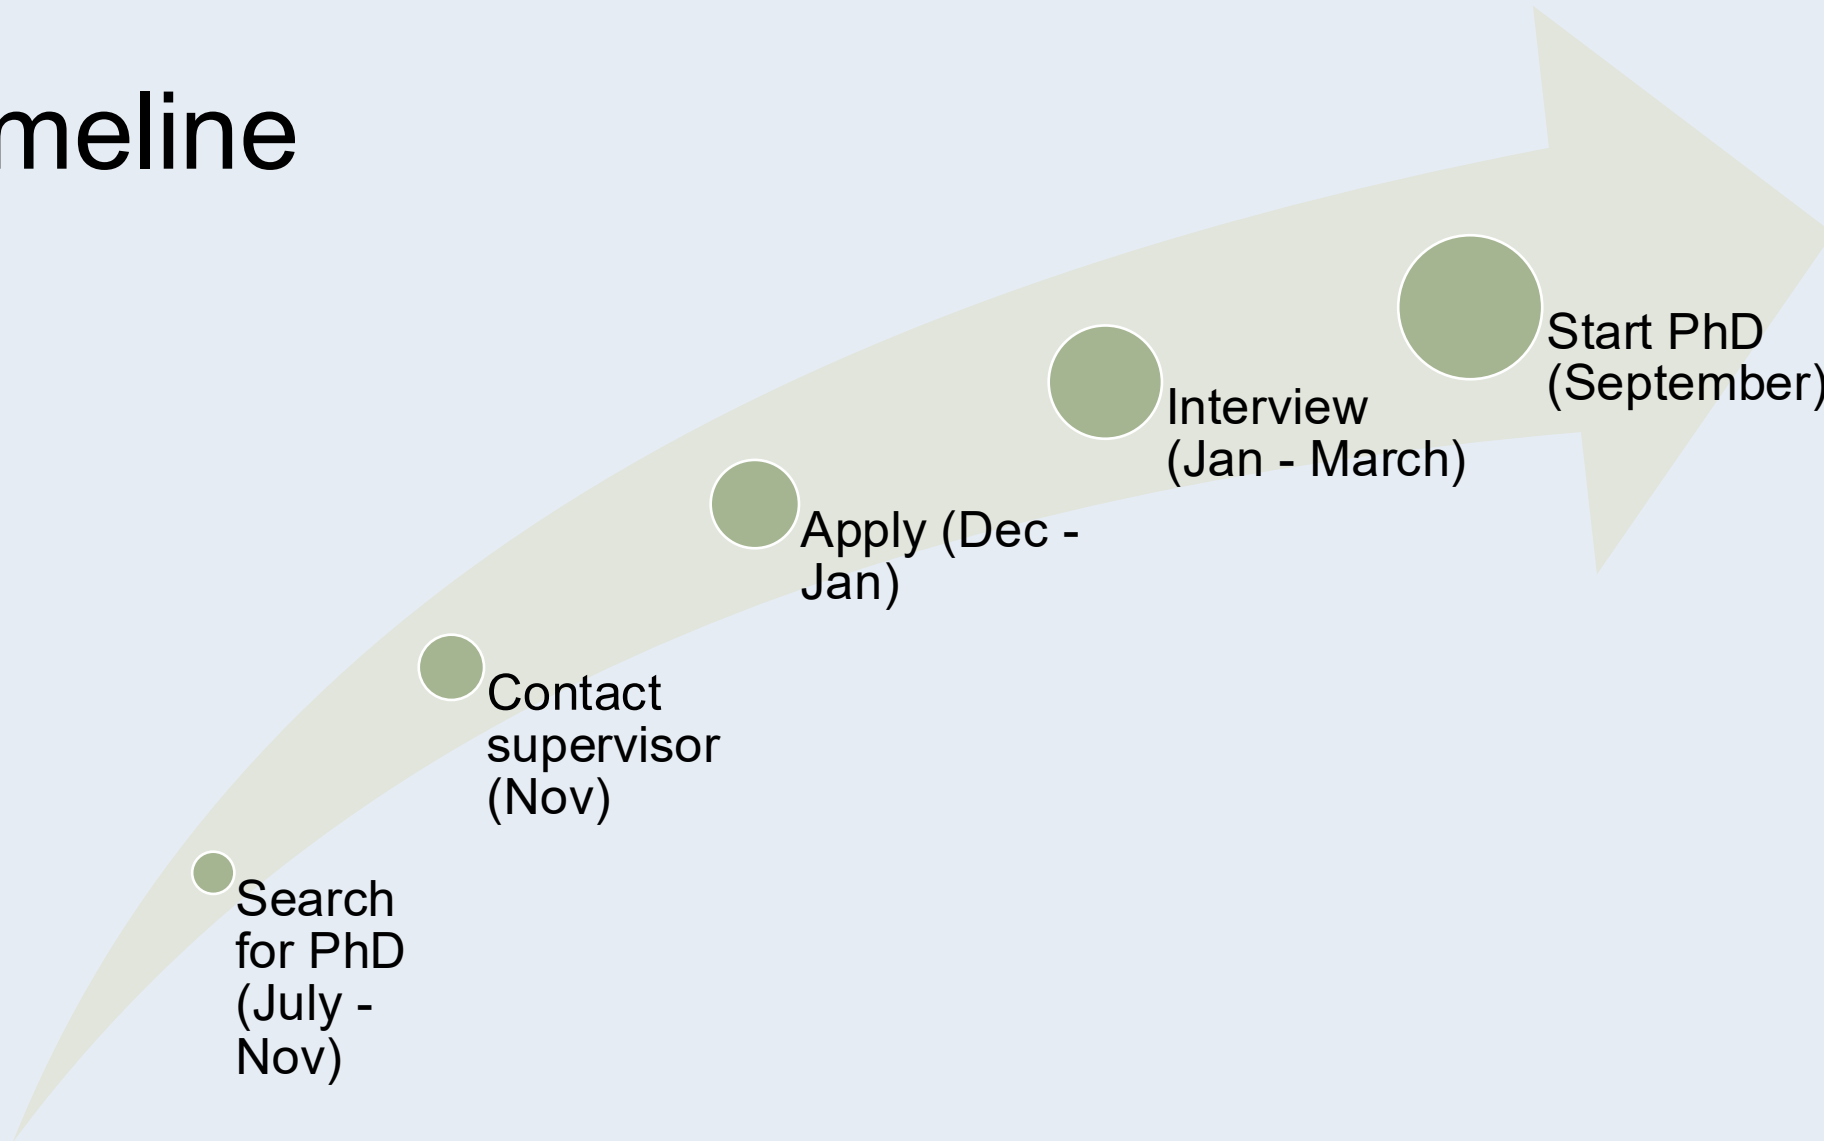 meline
Start PhD
(September)
Interview
(Jan - March)
Apply (Dec -
Jan)
Contact
supervisor
(Nov)
Search
for PhD
(July -
Nov)